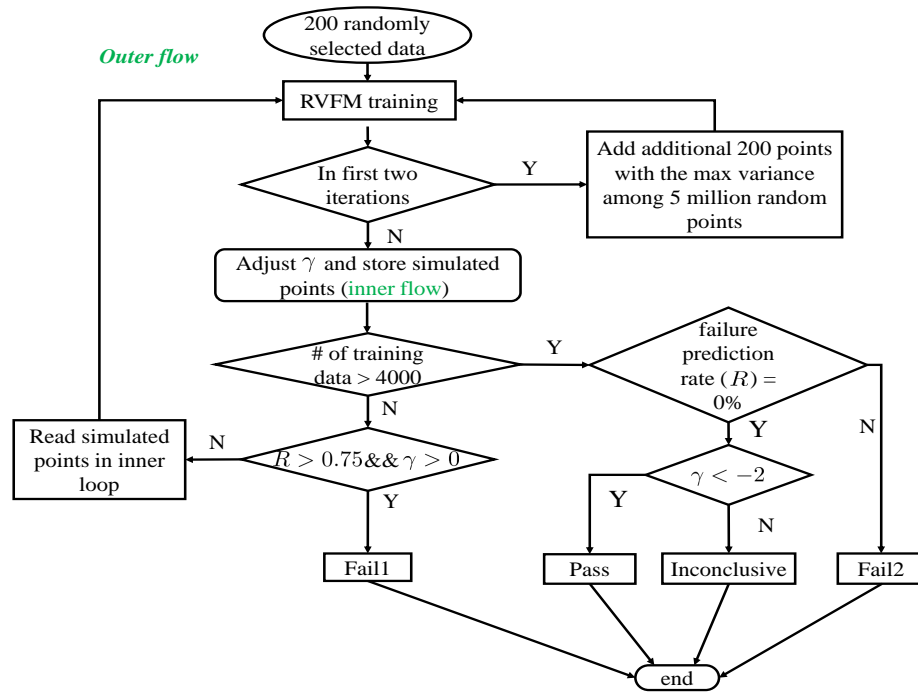 200 randomly
selected data
Outer flow
RVFM training
In first two
iterations
Y
Add additional 200 points
with the max variance
among 5 million random
points
N
Adjust γ and store simulated
points (inner flow)
# of training
data > 4000
Y
failure
prediction
rate (R) =
0%
N
Y
N
Read simulated
points in inner
loop
N
R > 0.75&&γ > 0
γ < −2
Y
Y
N
Fail1
Pass
Inconclusive
Fail2
end